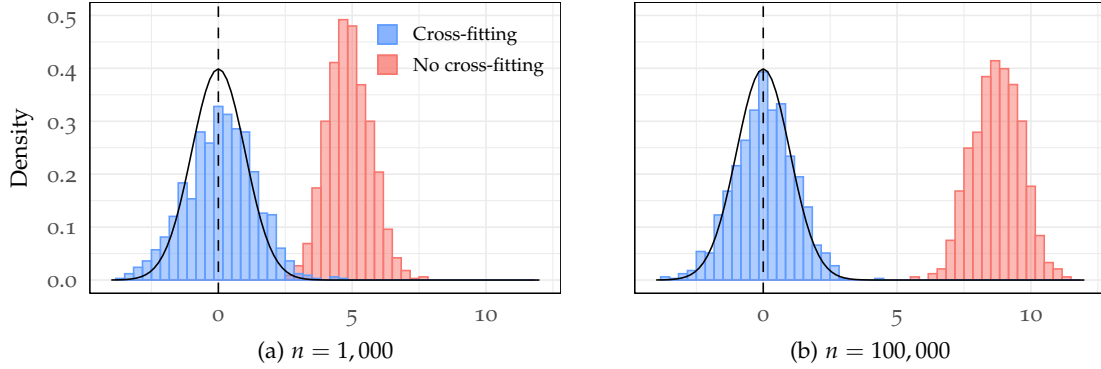 Density
0.5
0.4
0.3
0.2
0.1
0.0
Cross-fitting
No cross-fitting
0 5 10
0 5 10
(a) n = 1,000
(b) n = 100,000